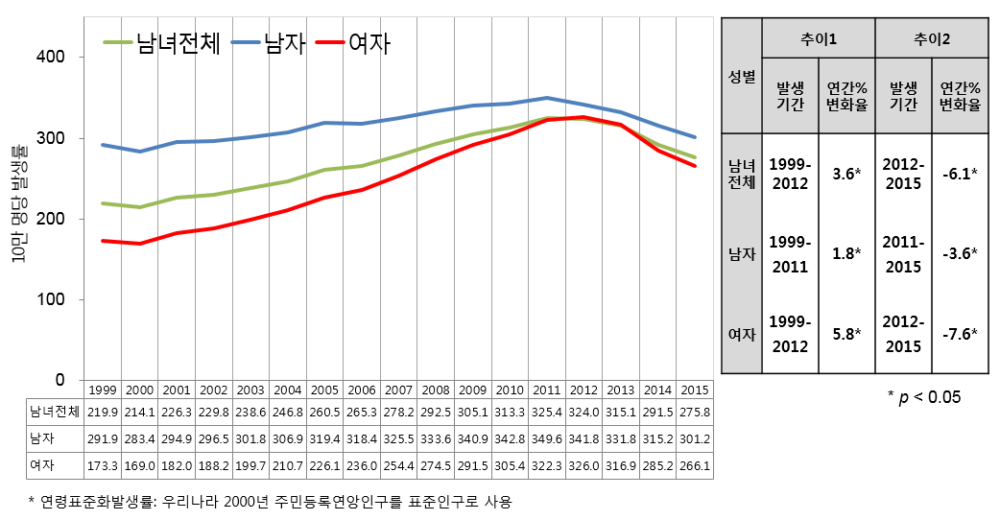 남녀전체 남자 여자
400
300
200
100
0
10만 명당 발생률
1999 2000 2001 2002 2003 2004 2005 2006 2007 2008 2009 2010 2011 2012 2013 2014 2015
남녀전체 219.9 214.1 226.3 229.8 238.6 246.8 260.5 265.3 278.2 292.5 305.1 313.3 325.4 324.0 315.1 291.5 275.8
남자 291.9 283.4 294.9 296.5 301.8 306.9 319.4 318.4 325.5 333.6 340.9 342.8 349.6 341.8 331.8 315.2 301.2
여자 173.3 169.0 182.0 188.2 199.7 210.7 226.1 236.0 254.4 274.5 291.5 305.4 322.3 326.0 316.9 285.2 266.1
* 연령표준화발생률: 우리나라 2000년 주민등록연앙인구를 표준인구로 사용
성별 추이1 추이2
발생 연간% 발생 연간%
기간 변화율 기간 변화율
남녀 1999- 3.6* 2012- -6.1*
전체 2012 2015
남자 1999- 1.8* 2011- -3.6*
2011 2015
여자 1999- 5.8* 2012- -7.6*
2012 2015
* p < 0.05